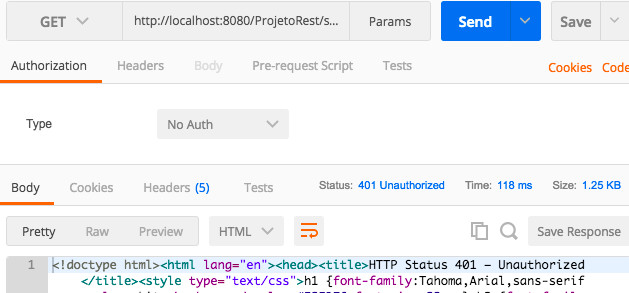 GET http://localhost:8080/ProjetoRest/s... Params Send Save
Authorization Headers Body Pre-request Script Tests Cookies Code
Type No Auth
Body Cookies Headers (5) Tests Status: 401 Unauthorized Time: 118 ms Size: 1.25 KB
Pretty Raw Preview HTML Save Response
1 <!doctype html><html lang="en"><head><title>HTTP Status 401 – Unauthorized
</title><style type="text/css">h1 {font-family:Tahoma,Arial,sans-serif